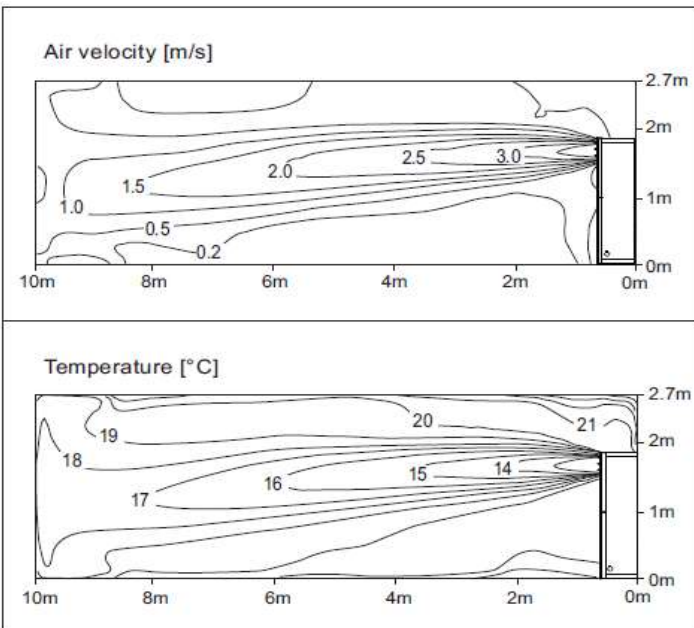 Air velocity [m/s]
2.7m
2m
3.0
2.5
2.0
1.5
1m
1.0
0.5
0.2
0m
10m 8m 6m 4m 2m 0m
Temperature [°C]
2.7m
20 21
19
2m
18
14
15
16
17
1m
0m
10m 8m 6m 4m 2m 0m